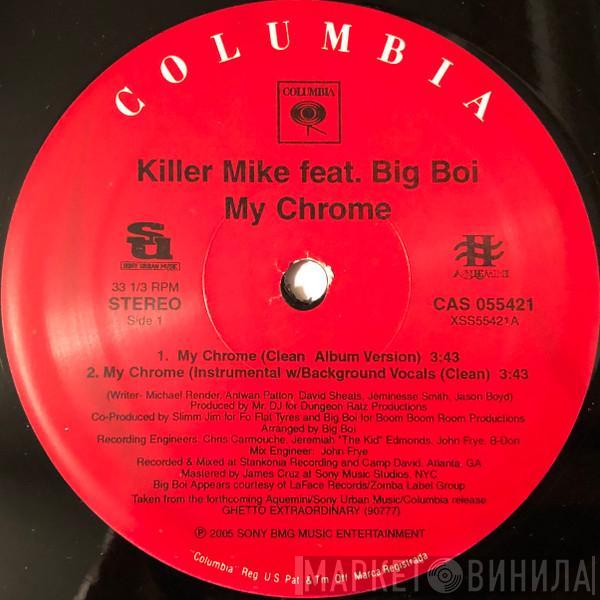 COLUMBIA
COLUMBIA
Killer Mike feat. Big Boi
My Chrome
SU
SONY URBAN MUSIC
AQUEMINI
33 1/3 RPM
STEREO
Side 1
CAS 055421
XSS55421A
1. My Chrome (Clean Album Version) 3:43
2. My Chrome (Instrumental w/Background Vocals (Clean) 3:43
(Writer- Michael Render, Antwan Patton, David Sheats, Jeminesse Smith, Jason Boyd)
Produced by Mr. DJ for Dungeon Ratz Productions
Co-Produced by Slimm Jim for Fo Flat Tyres and Big Boi for Boom Boom Room Productions
Arranged by Big Boi
Recording Engineers: Chris Carmouche, Jeremiah "The Kid" Edmonds, John Frye, B-Don
Mix Engineer: John Frye
Recorded & Mixed at Stankonia Recording and Camp David, Atlanta, GA
Mastered by James Cruz at Sony Music Studios, NYC
Big Boi Appears courtesy of LaFace Records/Zomba Label Group
Taken from the forthcoming Aquemini/Sony Urban Music/Columbia release
GHETTO EXTRAORDINARY (90777)
℗ 2005 SONY BMG MUSIC ENTERTAINMENT
"Columbia" Reg. U.S. Pat. & Tm. Off. Marca Registrada
МАРКЕТ ВИНИЛА